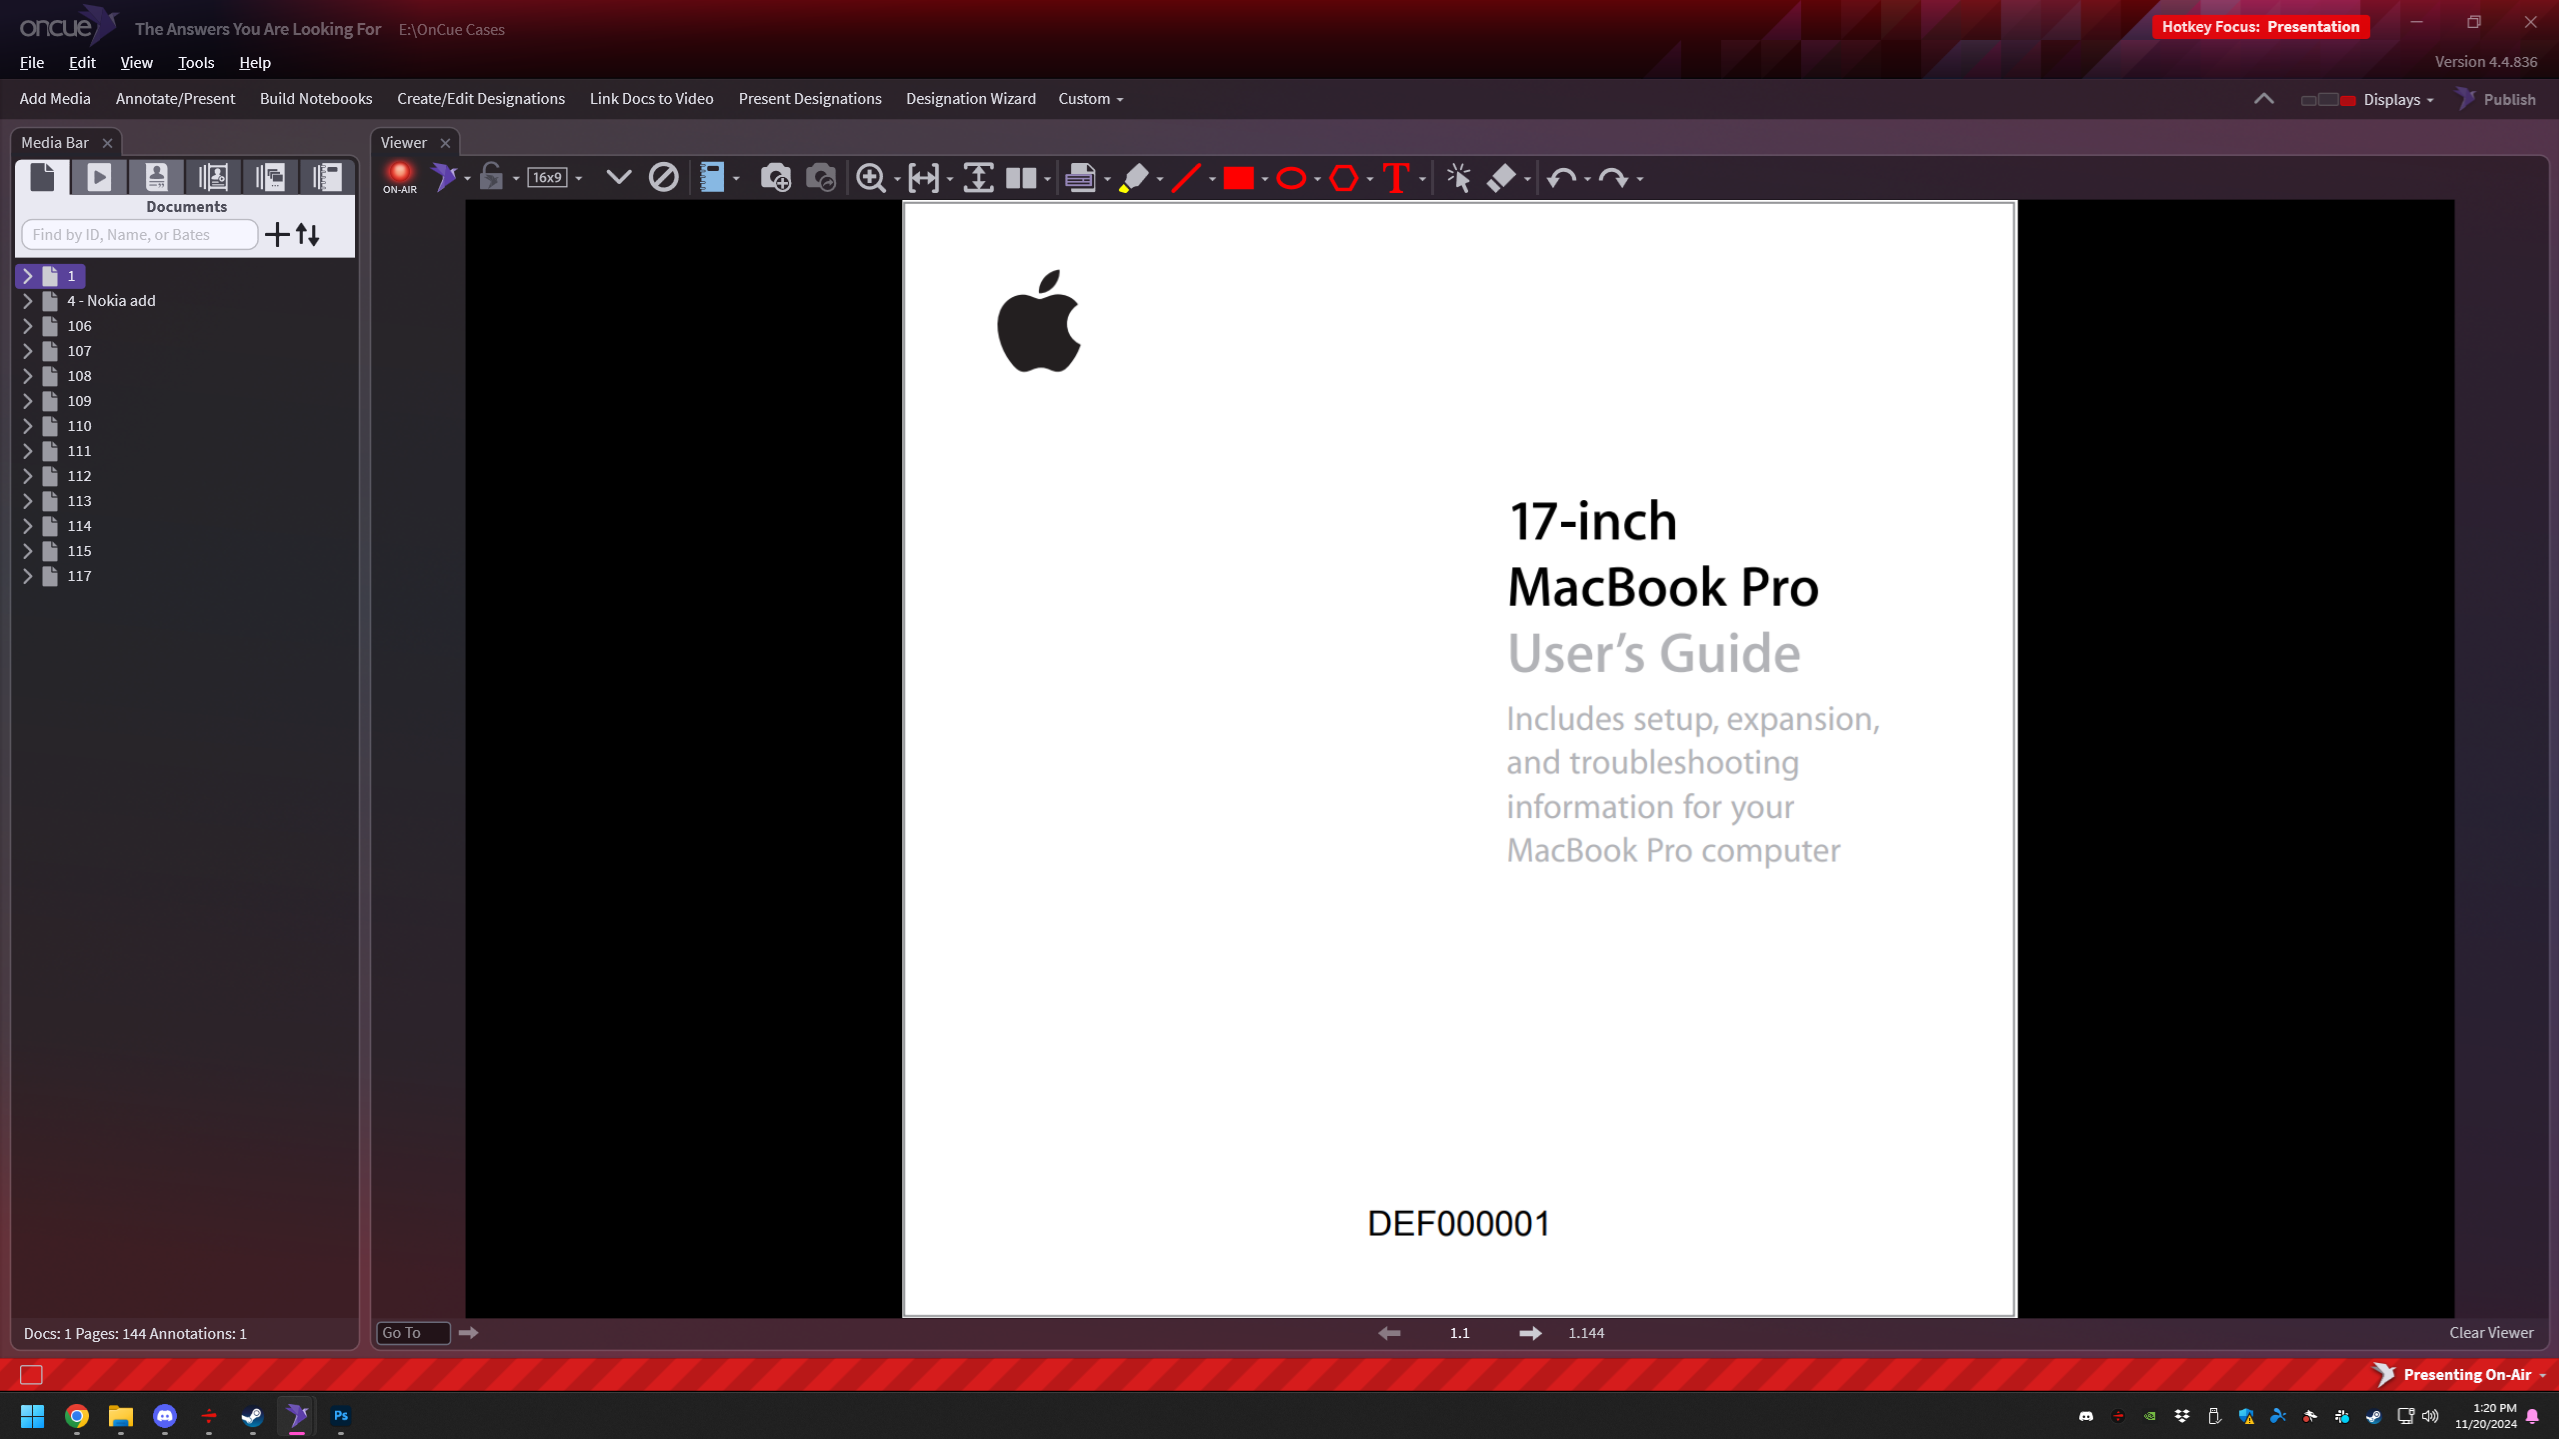 oncue
The Answers You Are Looking For E:\OnCue Cases
Hotkey Focus: Presentation
File Edit View Tools Help
Version 4.4.836
Add Media Annotate/Present Build Notebooks Create/Edit Designations Link Docs to Video Present Designations Designation Wizard Custom
Displays Publish
Media Bar
Viewer
ON-AIR
16x9
T
Documents
Find by ID, Name, or Bates
1
4 - Nokia add
106
107
108
109
110
111
112
113
114
115
117
17-inch
MacBook Pro
User’s Guide
Includes setup, expansion,
and troubleshooting
information for your
MacBook Pro computer
DEF000001
Docs: 1 Pages: 144 Annotations: 1
Go To
1.1
1.144
Clear Viewer
Presenting On-Air
Ps
1:20 PM
11/20/2024